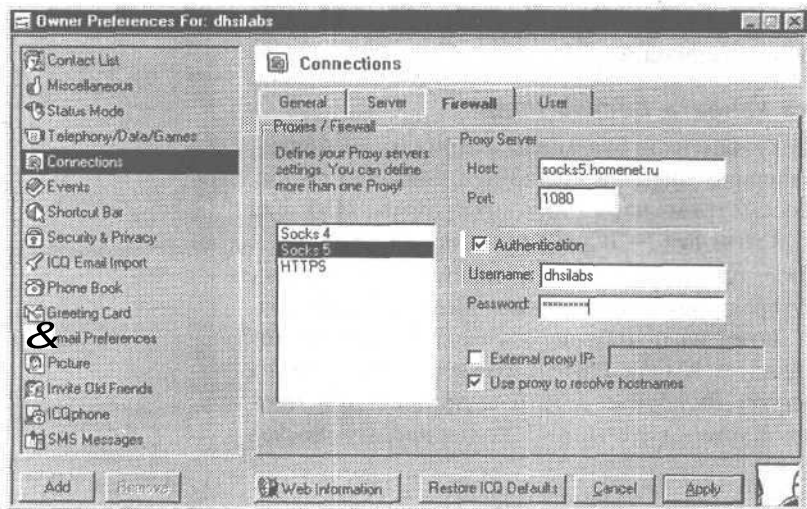 Owner Preferences For: dhsilabs
Contact List
Miscellaneous
Status Mode
Telephony/Data/Games
Connections
Events
Shortcut Bar
Security & Privacy
ICQ Email Import
Phone Book
Greeting Card
& mail Preferences
Picture
Invite Old Friends
ICQphone
SMS Messages
Add
Remove
Connections
General
Server
Firewall
User
Proxies / Firewall
Define your Proxy servers
settings. You can define
more than one Proxy!
Socks 4
Socks 5
HTTPS
Proxy Server
Host:
socks5.homenet.ru
Port:
1080
Authentication
Username:
dhsilabs
Password:
********
External proxy IP:
Use proxy to resolve hostnames
Web Information
Restore ICQ Defaults
Cancel
Apply